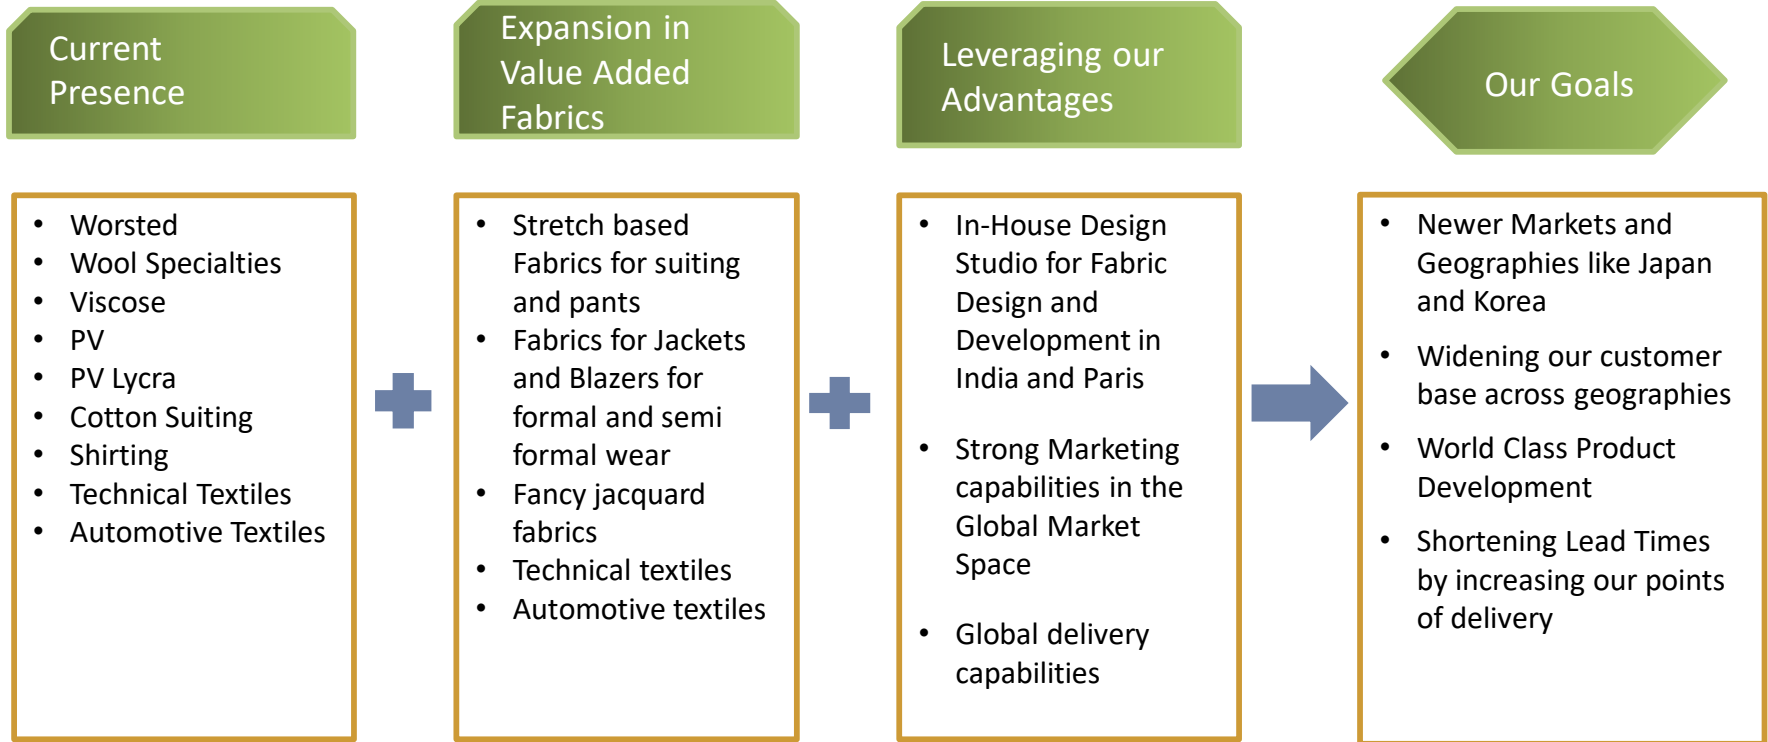 Current
Presence
Expansion in
Value Added
Fabrics
Leveraging our
Advantages
Our Goals
• Worsted
• Wool Specialties
• Viscose
• PV
• PV Lycra
• Cotton Suiting
• Shirting
• Technical Textiles
• Automotive Textiles
• Stretch based
Fabrics for suiting
and pants
• Fabrics for Jackets
and Blazers for
formal and semi
formal wear
• Fancy jacquard
fabrics
• Technical textiles
• Automotive textiles
• In-House Design
Studio for Fabric
Design and
Development in
India and Paris
• Strong Marketing
capabilities in the
Global Market
Space
• Global delivery
capabilities
• Newer Markets and
Geographies like Japan
and Korea
• Widening our customer
base across geographies
• World Class Product
Development
• Shortening Lead Times
by increasing our points
of delivery